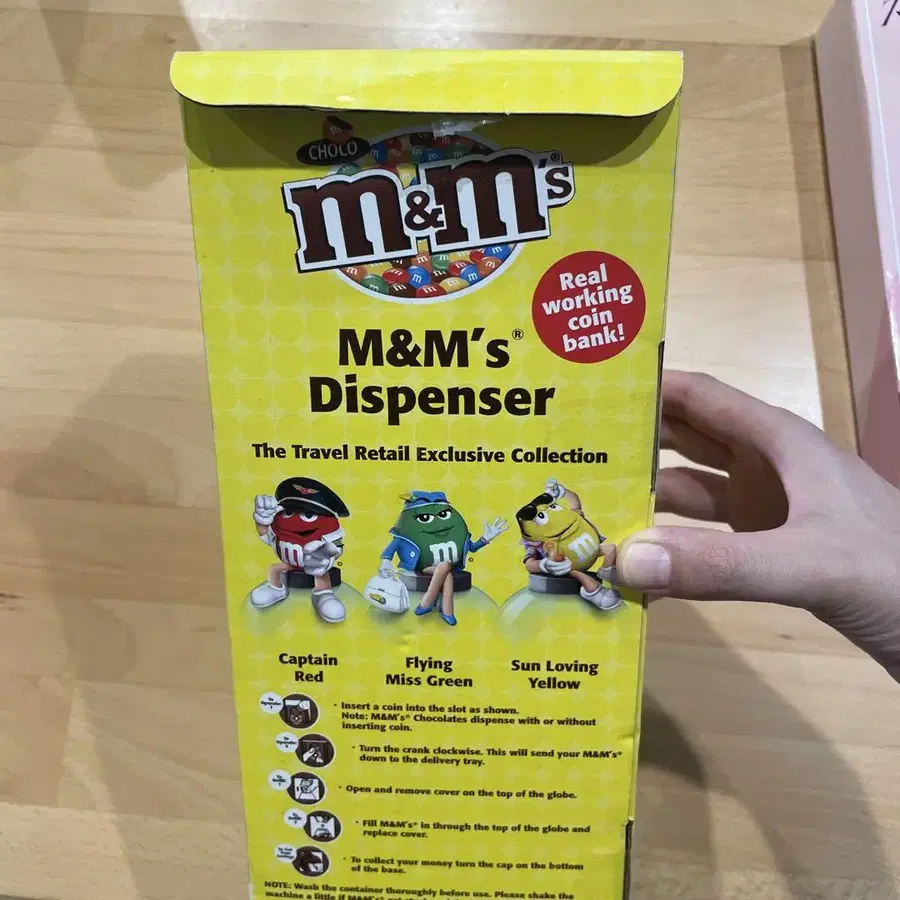 CHOCO
m&m's®
Real
working
coin
bank!
M&M's®
Dispenser
The Travel Retail Exclusive Collection
Captain
Red
Flying
Miss Green
Sun Loving
Yellow
· Insert a coin into the slot as shown.
Note: M&M's® Chocolates dispense with or without
inserting coin.
· Turn the crank clockwise. This will send your M&M's®
down to the delivery tray.
· Open and remove cover on the top of the globe.
· Fill M&M's® in through the top of the globe and
replace cover.
· To collect your money turn the cap on the bottom
of the base.
NOTE: Wash the container thoroughly before use. Please shake the
machine a little if M&M's®